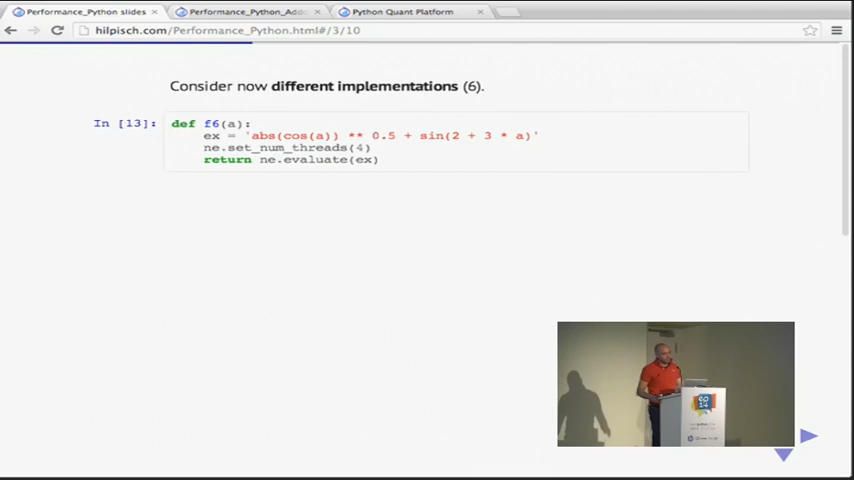 Performance_Python slides
Python Quant Platform
hilpisch.com/Performance_Python.html#/3/10
Consider now different implementations (6).
In [13]: def f6(a):
ex = 'abs(cos(a)) ** 0.5 + sin(2 + 3 * a)'
ne.set_num_threads(4)
return ne.evaluate(ex)